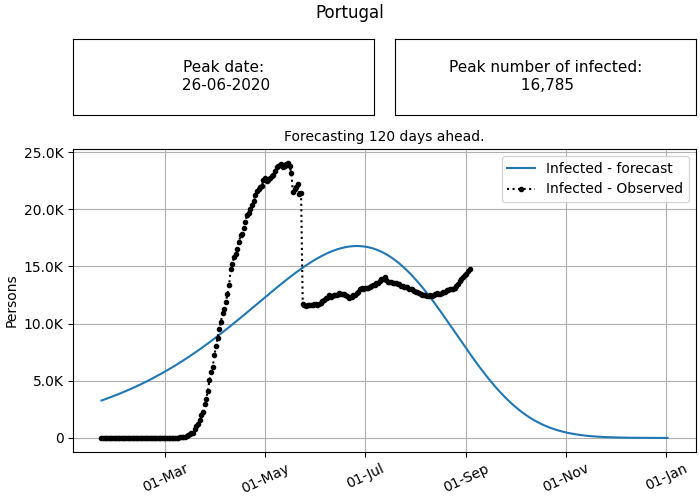 Portugal
Peak date:
26-06-2020
Peak number of infected:
16,785
Forecasting 120 days ahead.
25.0K
20.0K
15.0K
10.0K
5.0K
0
Persons
Infected - forecast
Infected - Observed
01-Mar
01-May
01-Jul
01-Sep
01-Nov
01-Jan